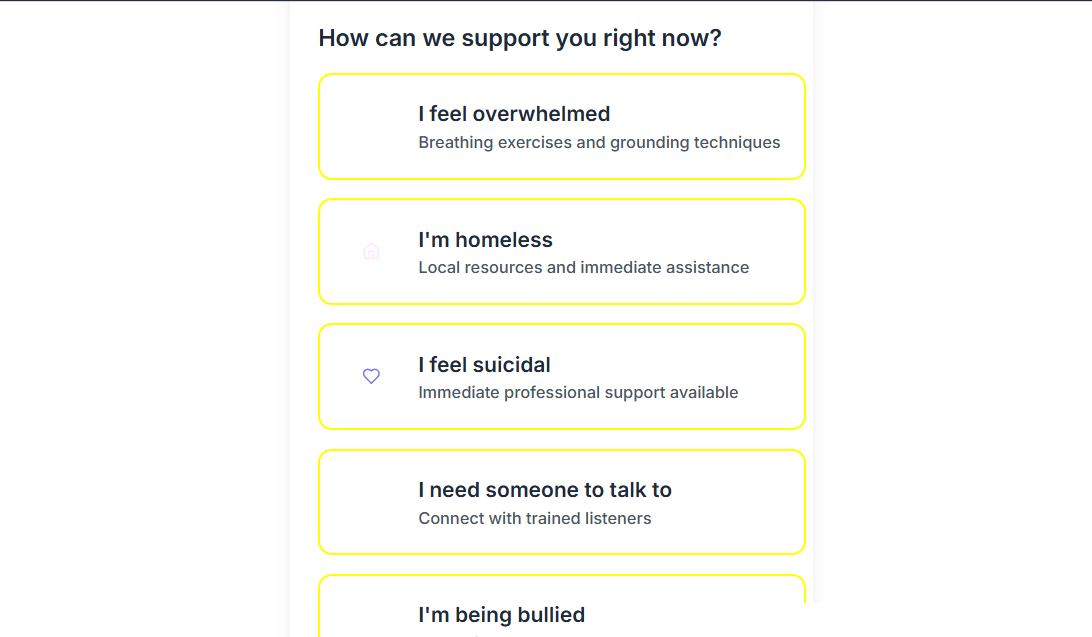 How can we support you right now?
I feel overwhelmed
Breathing exercises and grounding techniques
I'm homeless
Local resources and immediate assistance
I feel suicidal
Immediate professional support available
I need someone to talk to
Connect with trained listeners
I'm being bullied